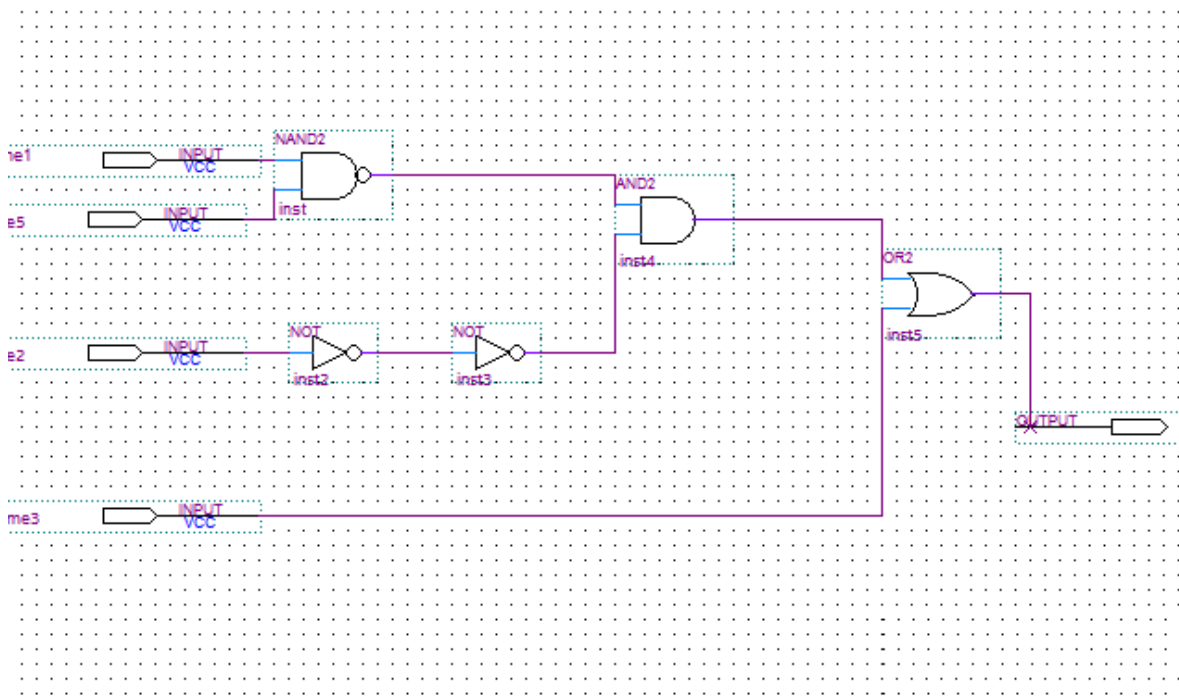 NAND2
ne1 INPUT
VCC
inst
e5 INPUT
VCC
AND2
inst4
OR2
inst5
e2 INPUT
VCC
NOT
inst2
NOT
inst3
OUTPUT
me3 INPUT
VCC